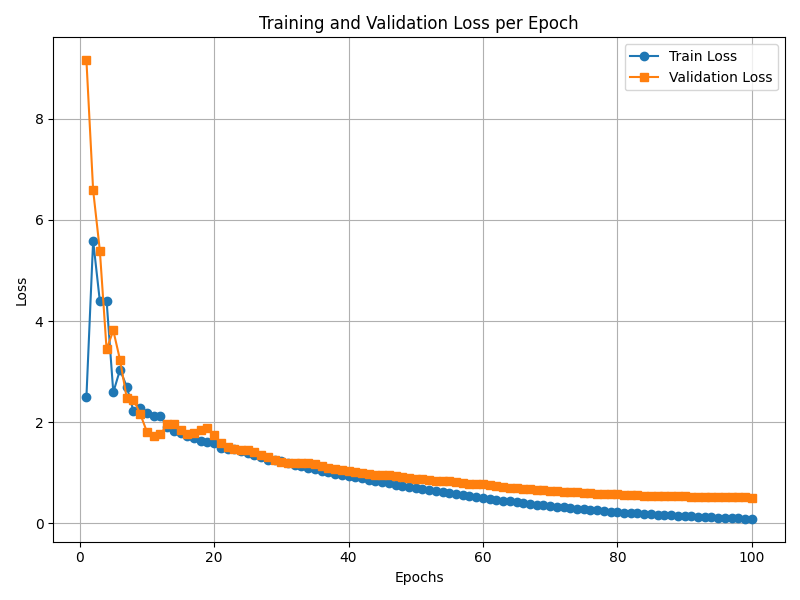 Training and Validation Loss per Epoch
Train Loss
Validation Loss
8
6
4
2
0
Loss
0 20 40 60 80 100
Epochs